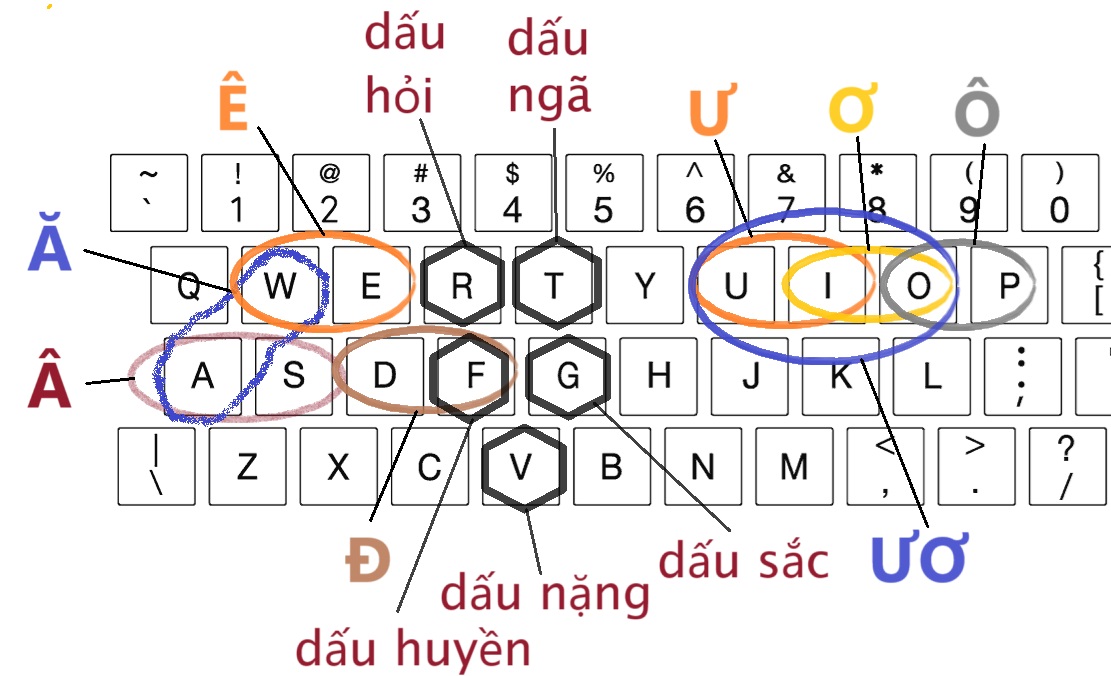 dấu
hỏi
dấu
ngã
Ê
Ư
Ơ
Ô
~ ! @ # $ % ^ & * ( )
` 1 2 3 4 5 6 7 8 9 0
Ă
Q W E R T Y U I O P {
[
Â
A S D F G H J K L :
;
| Z X C V B N M < > ?
\ , . /
Đ
dấu sắc
ƯƠ
dấu nặng
dấu huyền